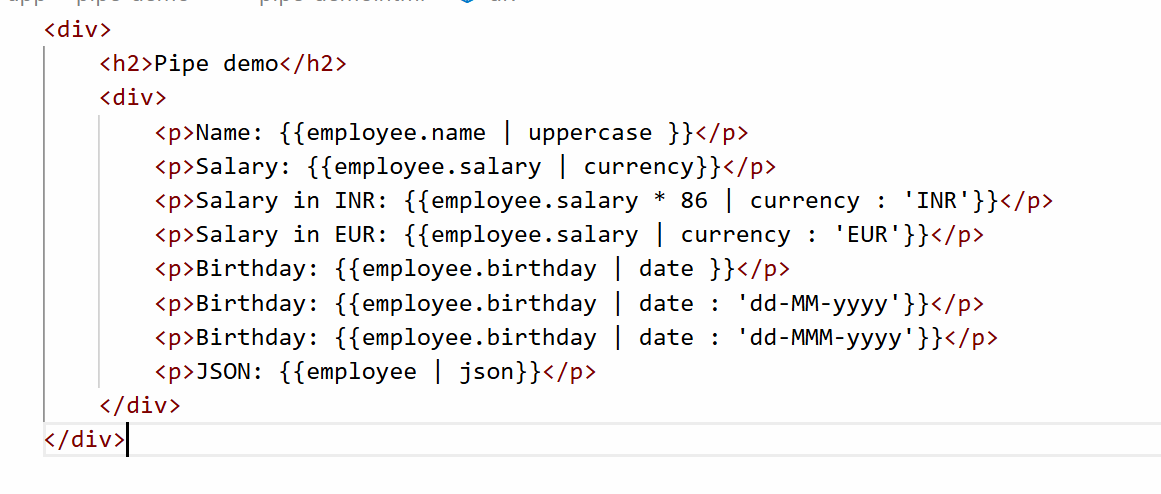 <div>
<h2>Pipe demo</h2>
<div>
<p>Name: {{employee.name | uppercase }}</p>
<p>Salary: {{employee.salary | currency}}</p>
<p>Salary in INR: {{employee.salary * 86 | currency : 'INR'}}</p>
<p>Salary in EUR: {{employee.salary | currency : 'EUR'}}</p>
<p>Birthday: {{employee.birthday | date }}</p>
<p>Birthday: {{employee.birthday | date : 'dd-MM-yyyy'}}</p>
<p>Birthday: {{employee.birthday | date : 'dd-MMM-yyyy'}}</p>
<p>JSON: {{employee | json}}</p>
</div>
</div>